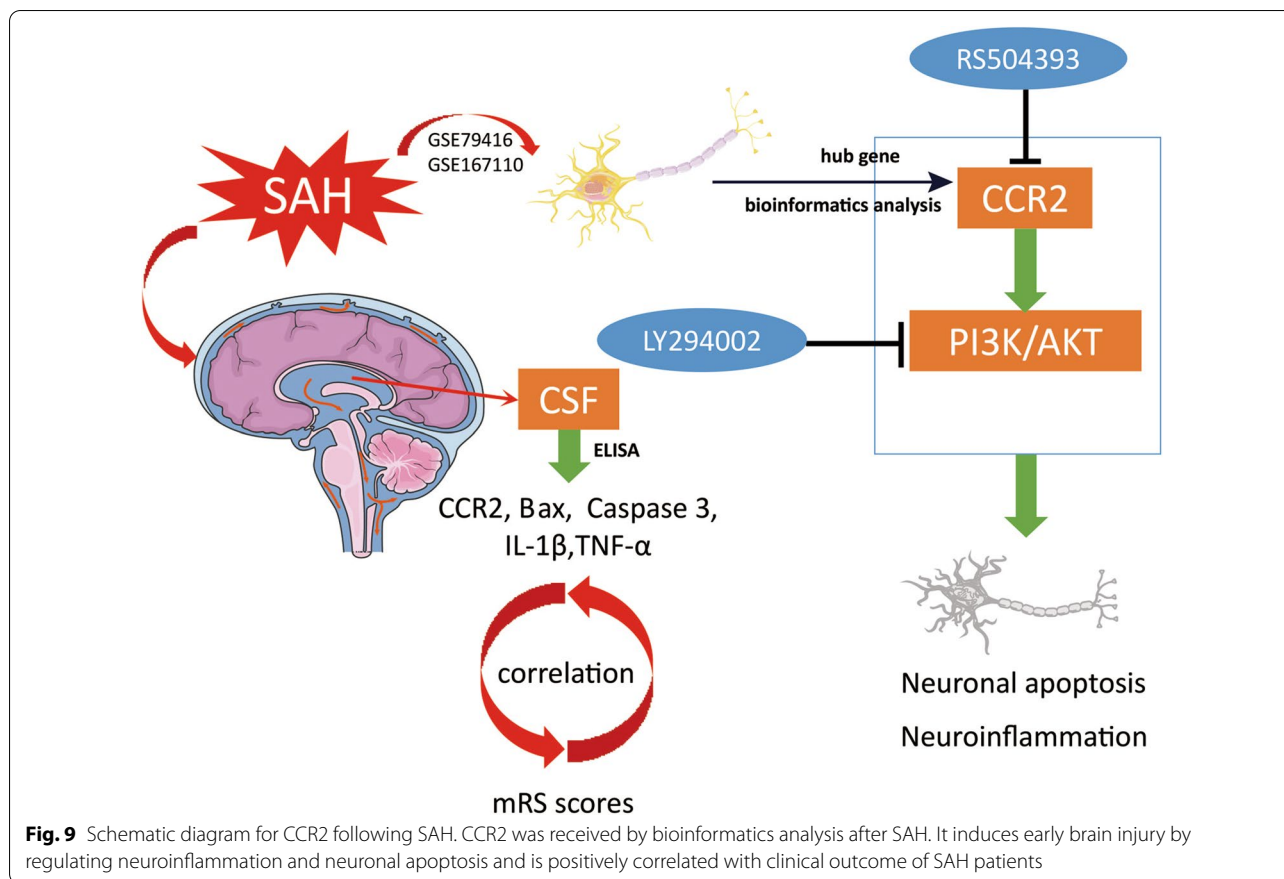 RS504393
GSE79416
GSE167110
SAH
hub gene
bioinformatics analysis
CCR2
LY294002
PI3K/AKT
CSF
ELISA
CCR2, Bax, Caspase 3,
IL-1β,TNF-α
correlation
mRS scores
Neuronal apoptosis
Neuroinflammation
Fig. 9 Schematic diagram for CCR2 following SAH. CCR2 was received by bioinformatics analysis after SAH. It induces early brain injury by
regulating neuroinflammation and neuronal apoptosis and is positively correlated with clinical outcome of SAH patients